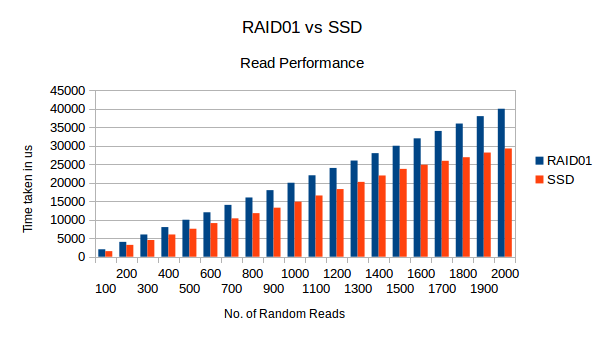 RAID01 vs SSD
Read Performance
45000
40000
35000
30000
25000
20000
15000
10000
5000
0
Time taken in us
RAID01
SSD
200 400 600 800 1000 1200 1400 1600 1800 2000
100 300 500 700 900 1100 1300 1500 1700 1900
No. of Random Reads